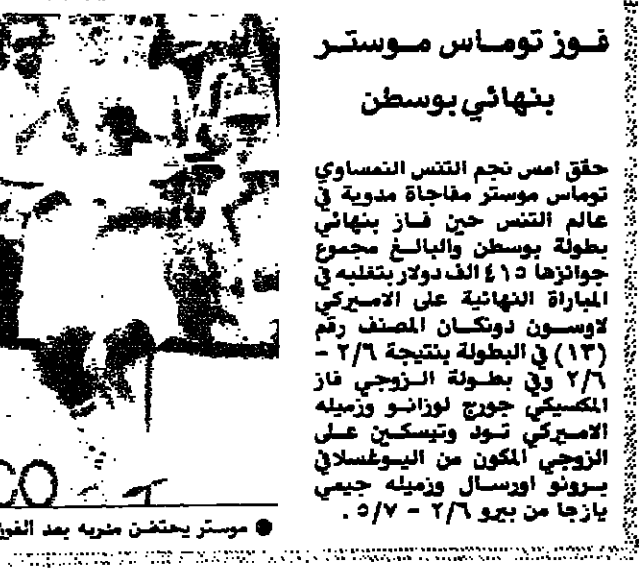 فوز توماس موستر
بنهائي بوسطن
حقق امس نجم التنس النمساوي
توماس موستر مفاجاة مدوية في
عالم التنس حين فاز بنهائي
بطولة بوسطن والبالغ مجموع
جوائزها ٤١٥ الف دولار بتغلبه في
المباراة النهائية على الاميركي
لاوسون دونكان المصنف رقم
(١٣) في البطولة بنتيجة ٢/٦ -
٢/٦ وفي بطولة الزوجي فاز
المكسيكي جورج لوزانو وزميله
الاميركي تود وتيسكين على
الزوجي المكون من اليوغسلافي
برونو اورسال وزميله جيمي
يازجا من بيرو ٢/٦ - ٥/٧ .
● موستر يحتضن مدربه بعد الفوز
CO